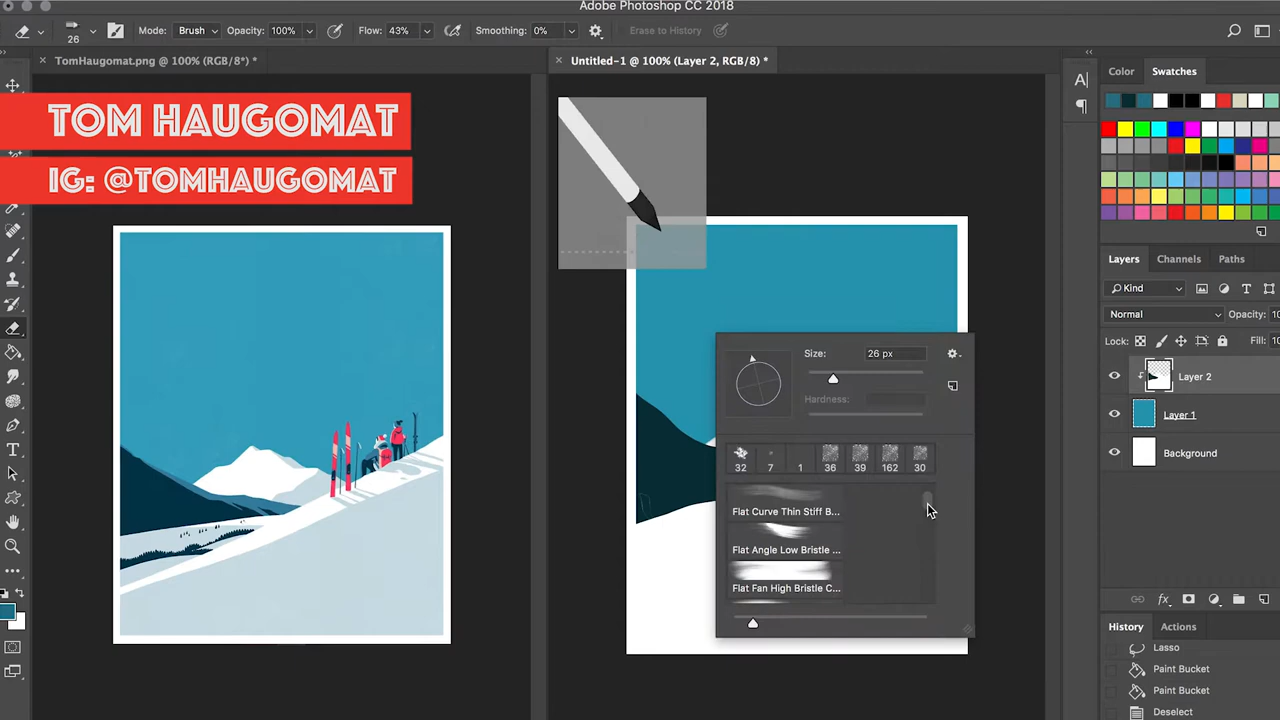 Adobe Photoshop CC 2018
26 Mode: Brush Opacity: 100% Flow: 43% Smoothing: 0% Erase to History
TomHaugomat.png @ 100% (RGB/8*) *
Untitled-1 @ 100% (Layer 2, RGB/8) *
TOM HAUGOMAT
IG: @TOMHAUGOMAT
Size: 26 px
Hardness:
32 7 1 36 39 162 30
Flat Curve Thin Stiff B...
Flat Angle Low Bristle ...
Flat Fan High Bristle C...
Color Swatches
Layers Channels Paths
Kind
Normal Opacity: 10
Lock: Fill: 10
Layer 2
Layer 1
Background
History Actions
Lasso
Paint Bucket
Paint Bucket
Deselect